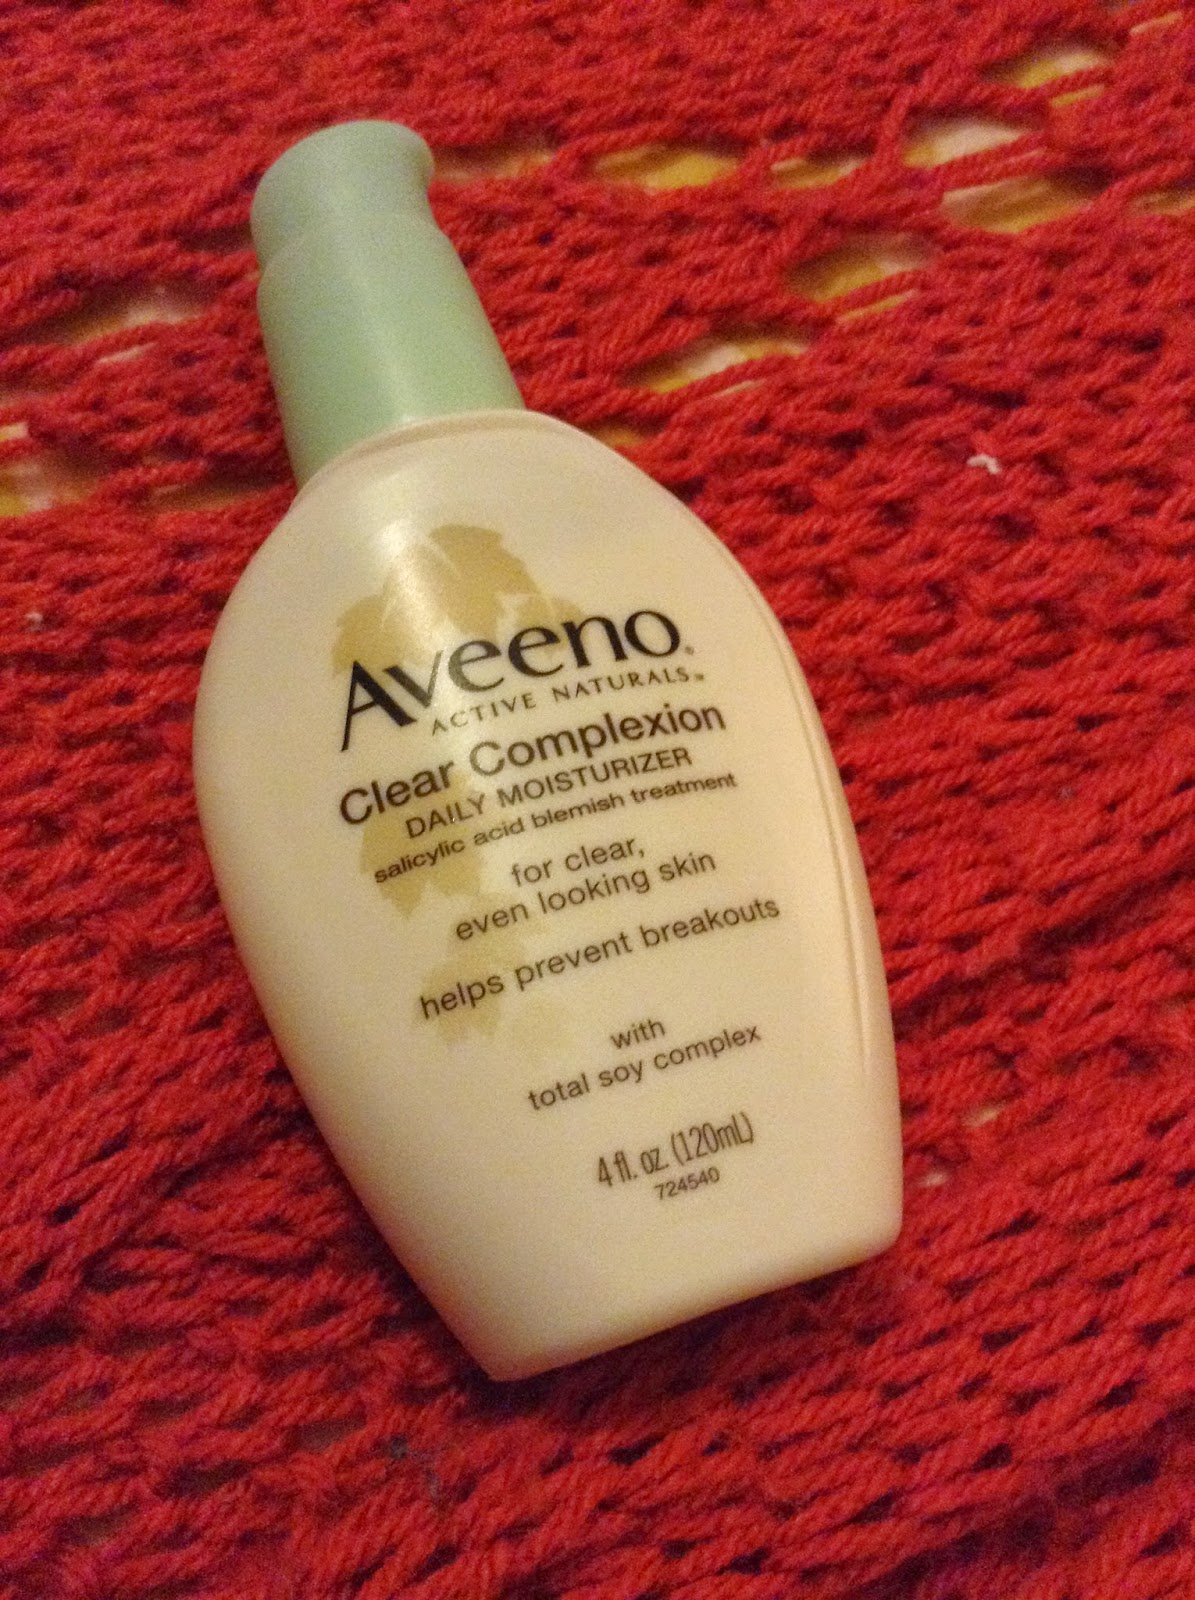 Aveeno®
ACTIVE NATURALS™
Clear Complexion
DAILY MOISTURIZER
salicylic acid blemish treatment
for clear,
even looking skin
helps prevent breakouts
with
total soy complex
4 fl. oz. (120mL)
724540